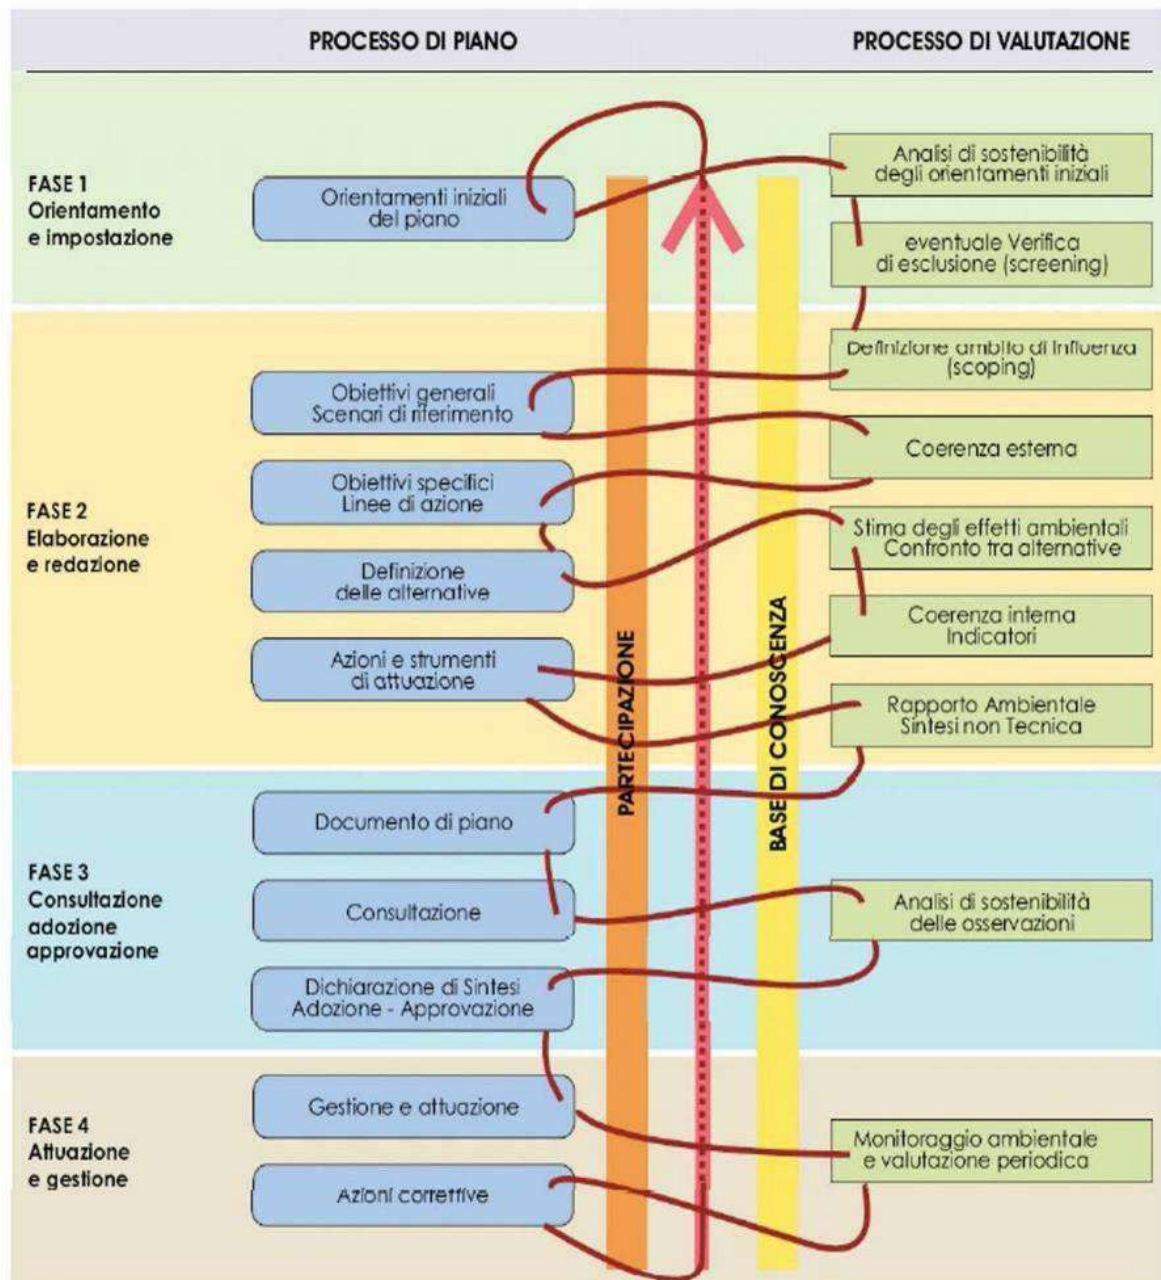 PROCESSO DI PIANO
PROCESSO DI VALUTAZIONE
FASE 1
Orientamento
e impostazione
Orientamenti iniziali
del piano
Analisi di sostenibilità
degli orientamenti iniziali
eventuale Verifica
di esclusione (screening)
FASE 2
Elaborazione
e redazione
Definizione ambito di influenza
(scoping)
Obiettivi generali
Scenari di riferimento
Coerenza esterna
Obiettivi specifici
Linee di azione
Stima degli effetti ambientali
Confronto tra alternative
Definizione
delle alternative
Coerenza interna
Indicatori
Azioni e strumenti
di attuazione
Rapporto Ambientale
Sintesi non Tecnica
PARTECIPAZIONE
BASE DI CONOSCENZA
FASE 3
Consultazione
adozione
approvazione
Documento di piano
Consultazione
Analisi di sostenibilità
delle osservazioni
Dichiarazione di Sintesi
Adozione - Approvazione
FASE 4
Attuazione
e gestione
Gestione e attuazione
Monitoraggio ambientale
e valutazione periodica
Azioni correttive